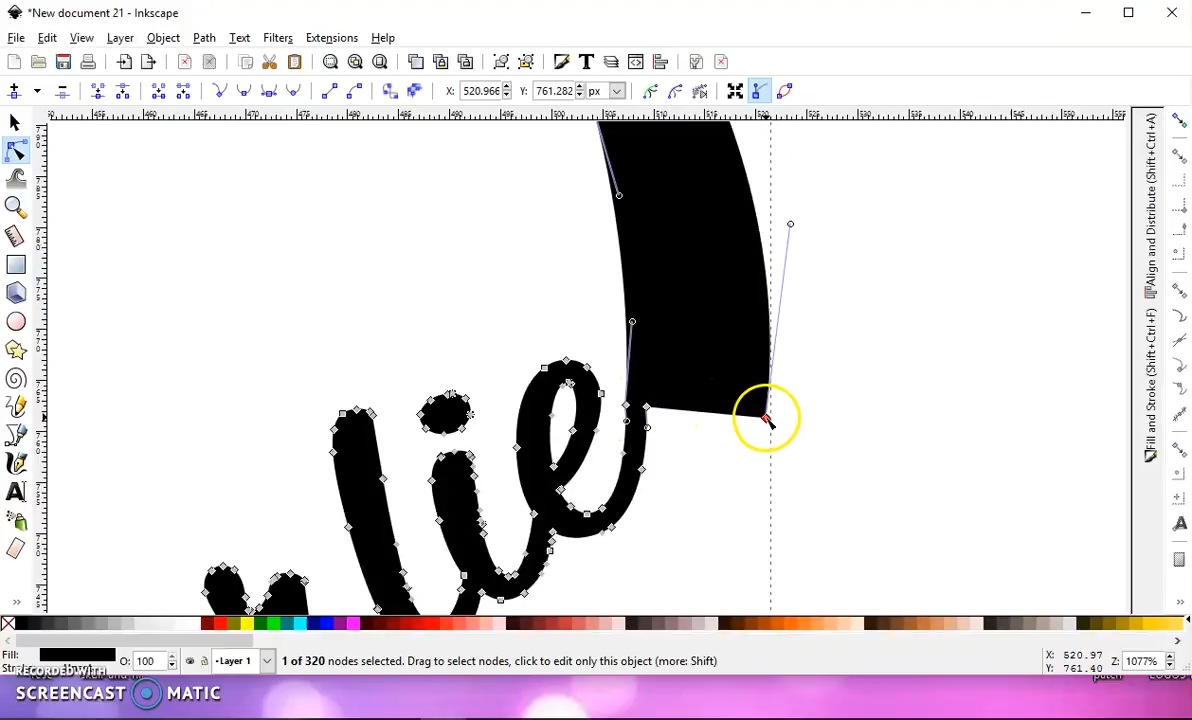 *New document 21 - Inkscape
File Edit View Layer Object Path Text Filters Extensions Help
X: 520.966 Y: 761.282 px
Align and Distribute (Shift+Ctrl+A)
Fill and Stroke (Shift+Ctrl+F)
lie
Fill:
O: 100 Layer 1 1 of 320 nodes selected. Drag to select nodes, click to edit only this object (more: Shift) X: 520.97 Y: 761.40 Z: 1077%
RECORDED WITH
SCREENCAST MATIC